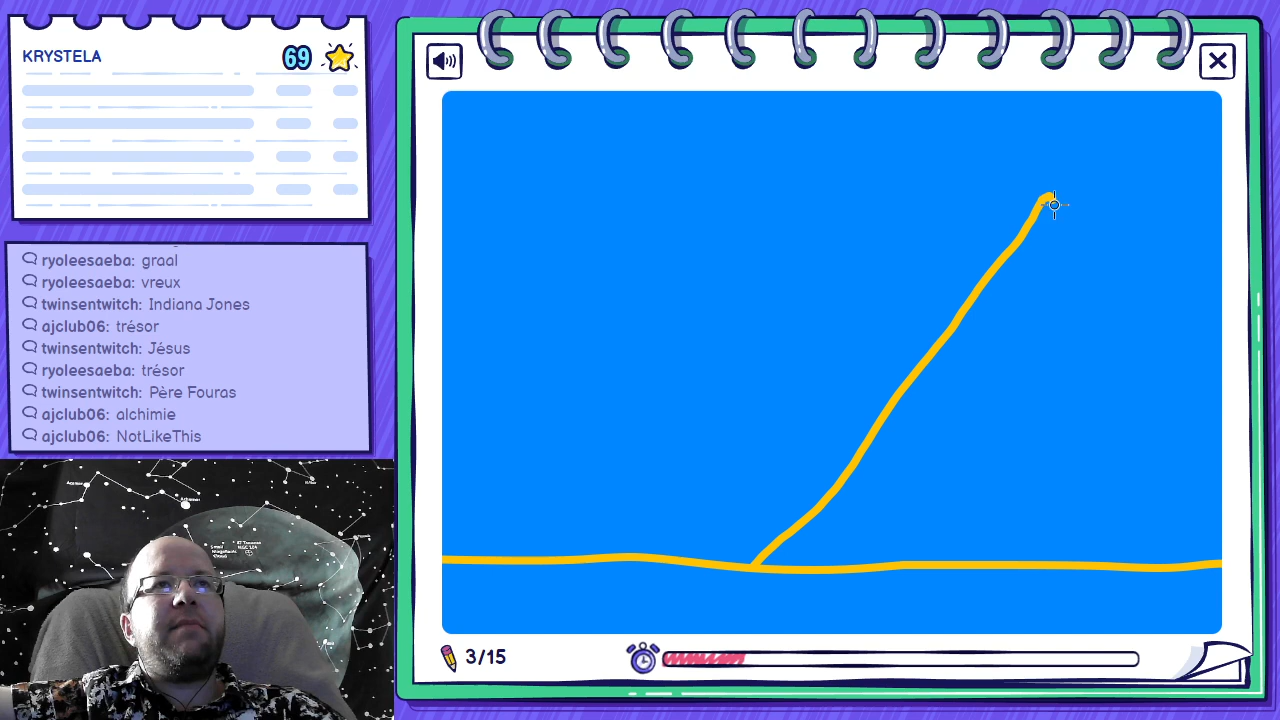 KRYSTELA 69
ryoleesaeba: graal
ryoleesaeba: vreux
twinsentwitch: Indiana Jones
ajclub06: trésor
twinsentwitch: Jésus
ryoleesaeba: trésor
twinsentwitch: Père Fouras
ajclub06: alchimie
ajclub06: NotLikeThis
3/15